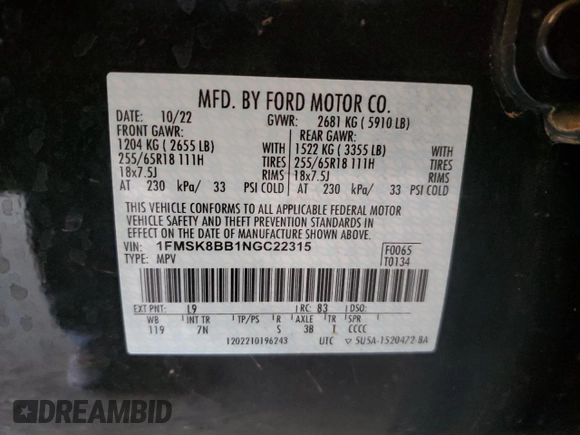 MFD. BY FORD MOTOR CO.
DATE: 10/22 GVWR: 2681 KG ( 5910 LB)
FRONT GAWR: REAR GAWR:
1204 KG ( 2655 LB) WITH 1522 KG ( 3355 LB) WITH
255/65R18 111H TIRES 255/65R18 111H TIRES
18x7.5J RIMS 18x7.5J RIMS
AT 230 kPa/ 33 PSI COLD AT 230 kPa/ 33 PSI COLD
THIS VEHICLE CONFORMS TO ALL APPLICABLE FEDERAL MOTOR
VEHICLE SAFETY AND THEFT PREVENTION STANDARDS IN EFFECT
ON THE DATE OF MANUFACTURE SHOWN ABOVE.
VIN: 1FMSK8BB1NGC22315 F0065
TYPE: MPV T0134
EXT PNT: L9 RC: 83 DSO:
WB INT TR TP/PS R AXLE TR SPR
119 7N S 3B I CCCC
1202210196243 UTC ▽ 5U5A-1520472-BA
DREAMBID